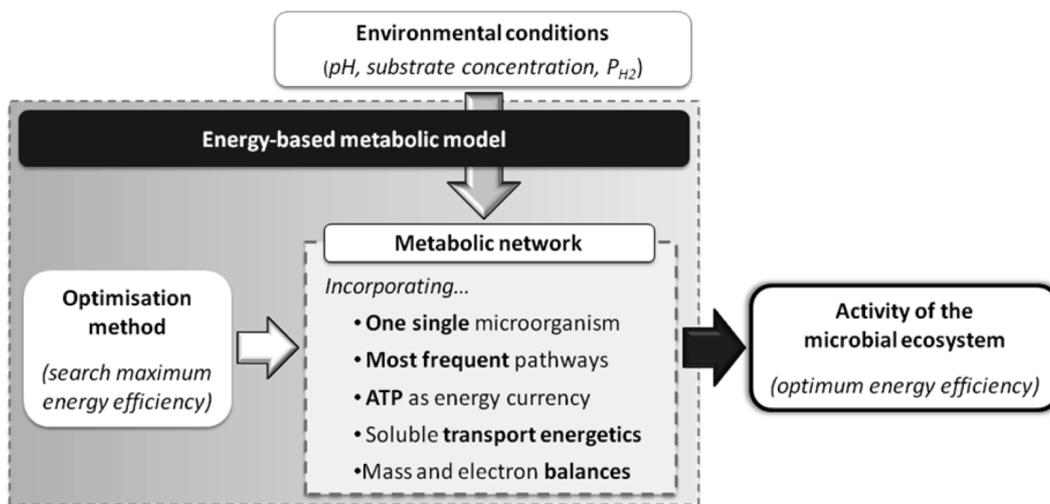 Environmental conditions
(pH, substrate concentration, P_H2)
Energy-based metabolic model
Metabolic network
Incorporating...
• One single microorganism
• Most frequent pathways
• ATP as energy currency
• Soluble transport energetics
• Mass and electron balances
Optimisation
method
(search maximum
energy efficiency)
Activity of the
microbial ecosystem
(optimum energy efficiency)